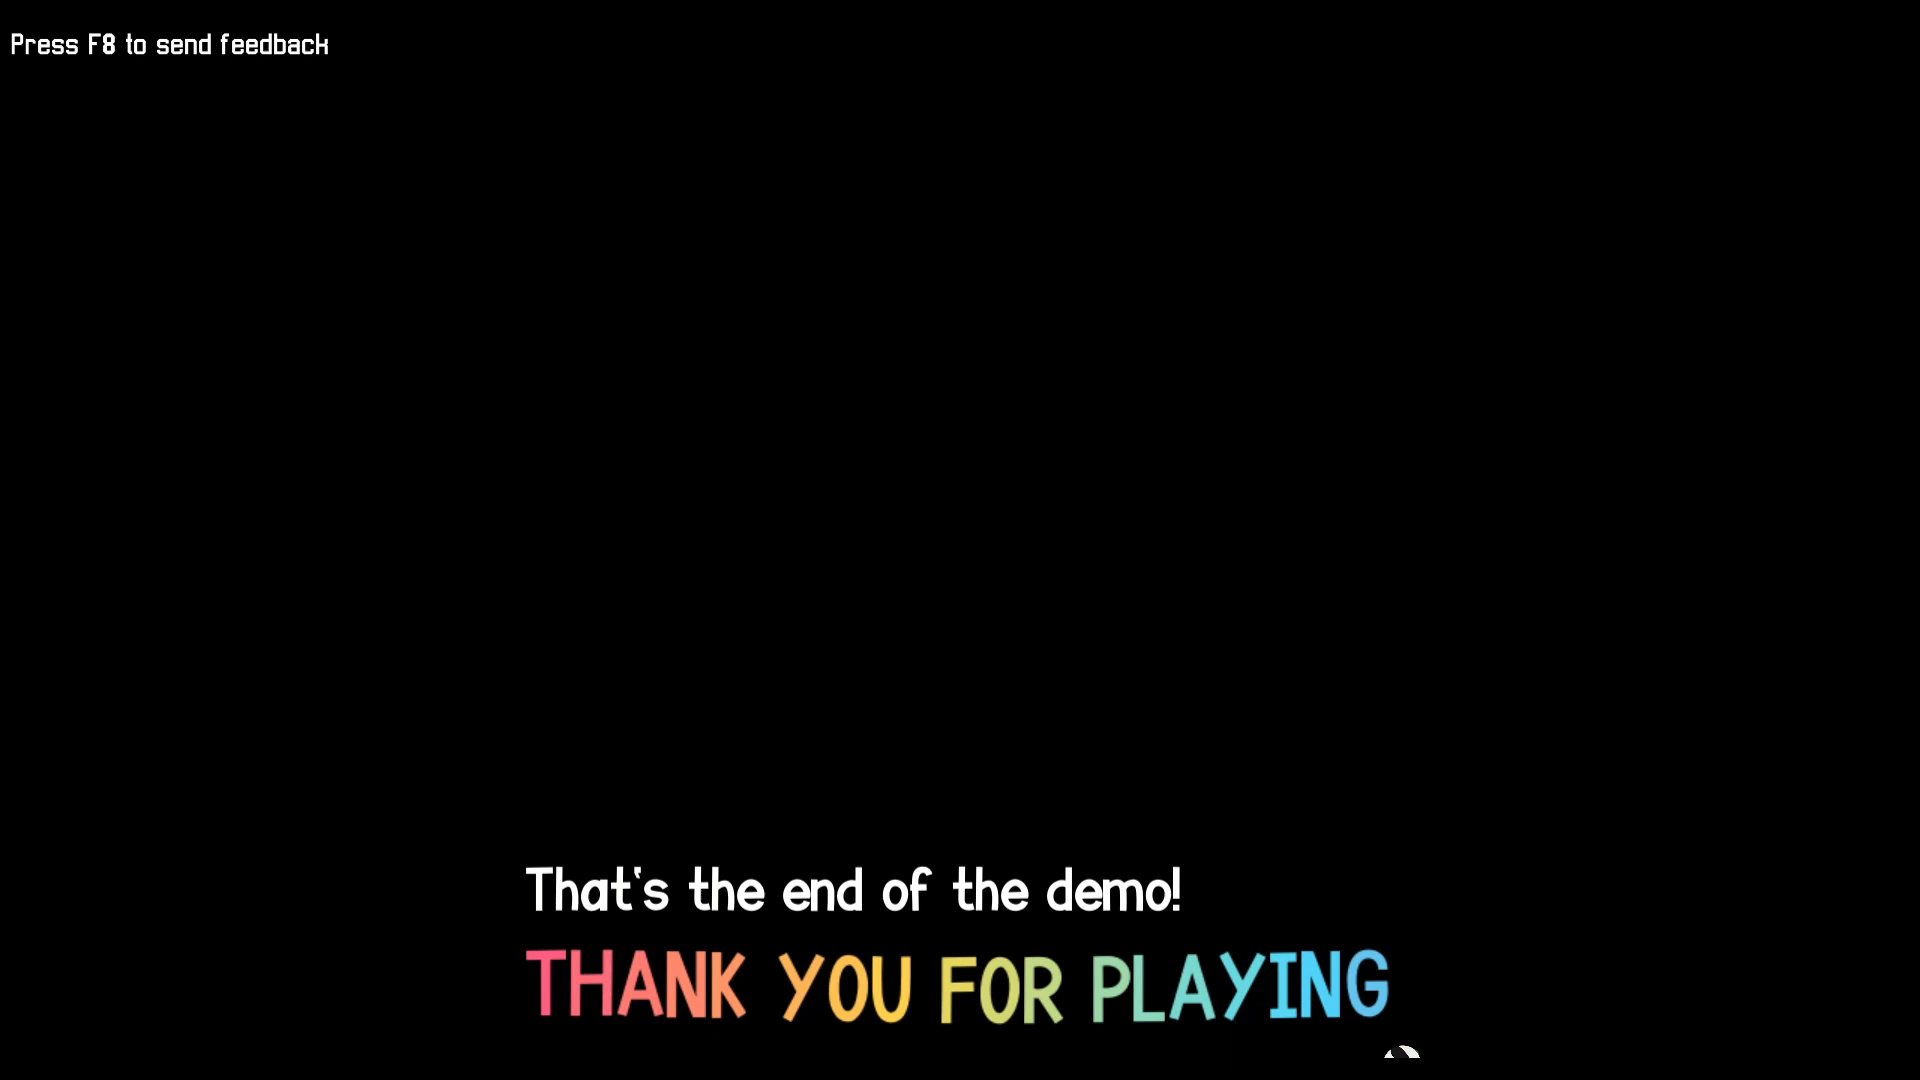 Press F8 to send feedback
That's the end of the demo!
THANK YOU FOR PLAYING